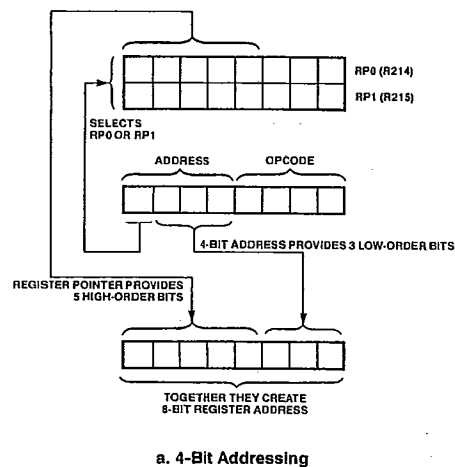 RP0 (R214)
RP1 (R215)
SELECTS
RP0 OR RP1
ADDRESS
OPCODE
4-BIT ADDRESS PROVIDES 3 LOW-ORDER BITS
REGISTER POINTER PROVIDES
5 HIGH-ORDER BITS
TOGETHER THEY CREATE
8-BIT REGISTER ADDRESS
a. 4-Bit Addressing